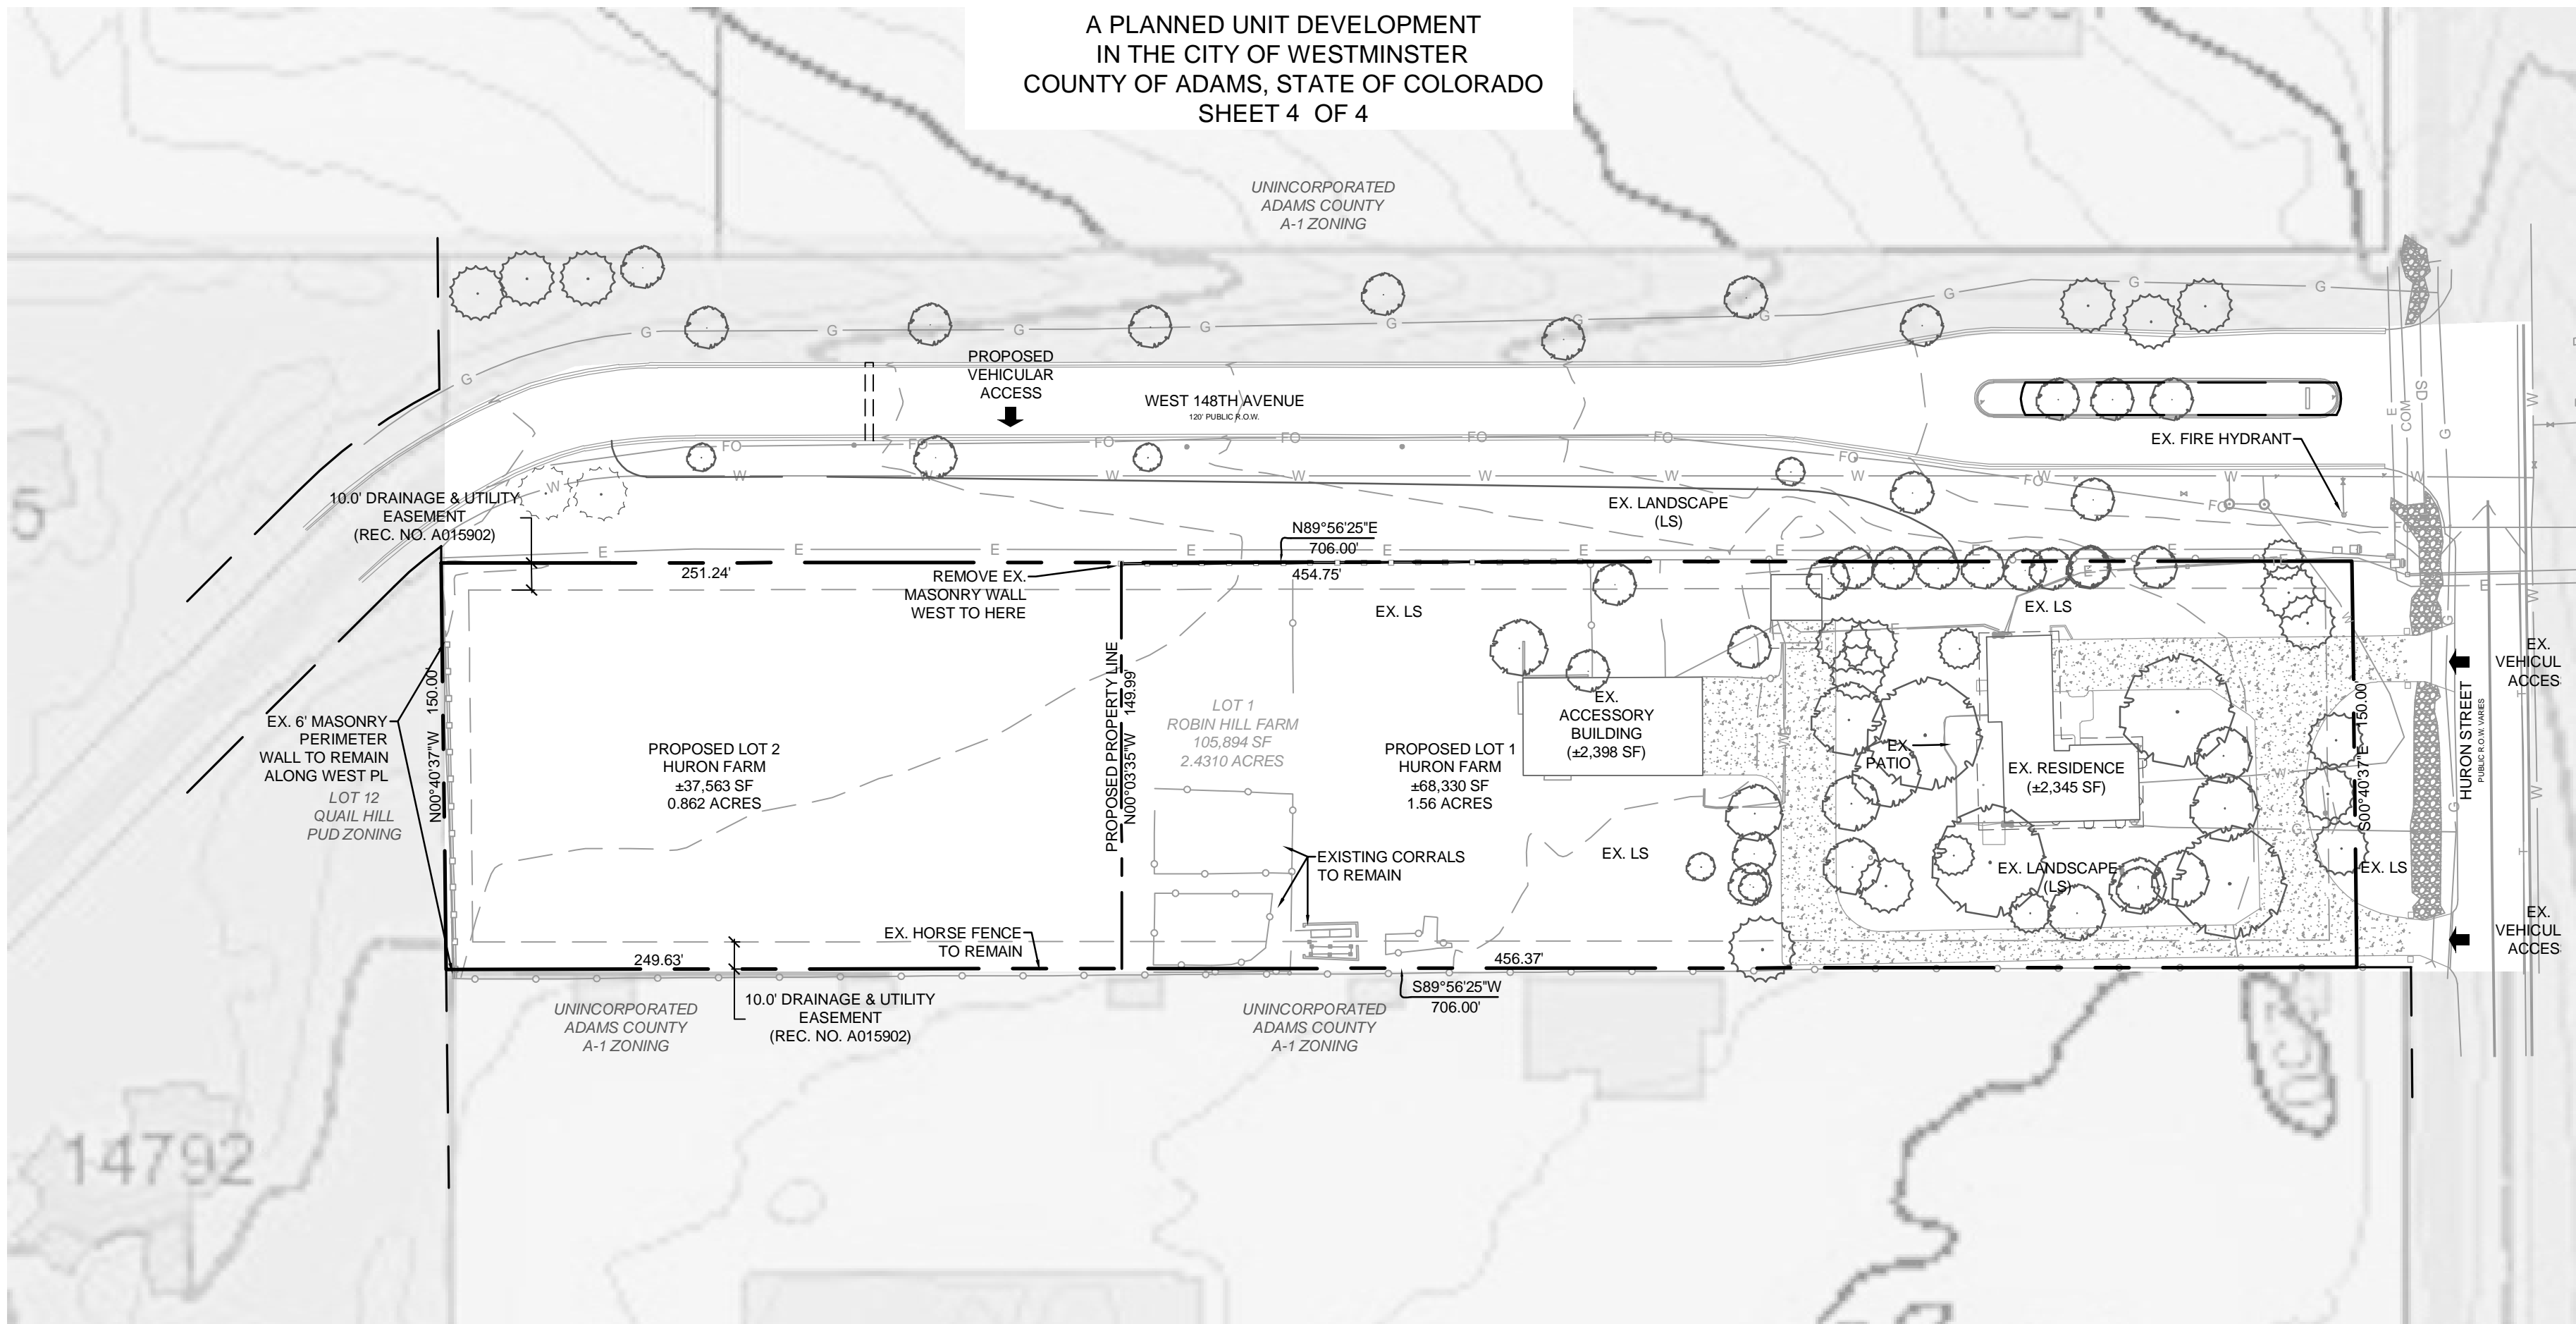 A PLANNED UNIT DEVELOPMENT
IN THE CITY OF WESTMINSTER
COUNTY OF ADAMS, STATE OF COLORADO
SHEET 4 OF 4
UNINCORPORATED
ADAMS COUNTY
A-1 ZONING
PROPOSED
VEHICULAR
ACCESS
WEST 148TH AVENUE
120' PUBLIC R.O.W.
EX. FIRE HYDRANT
10.0' DRAINAGE & UTILITY
EASEMENT
(REC. NO. A015902)
EX. LANDSCAPE
(LS)
N89°56'25"E
706.00'
251.24'
454.75'
REMOVE EX.
MASONRY WALL
WEST TO HERE
EX. LS
EX. LS
EX.
VEHICUL
ACCES
N00°40'37"W 150.00'
EX. 6' MASONRY
PERIMETER
WALL TO REMAIN
ALONG WEST PL
LOT 12
QUAIL HILL
PUD ZONING
PROPOSED LOT 2
HURON FARM
±37,563 SF
0.862 ACRES
PROPOSED PROPERTY LINE
N00°03'35"W 149.99'
LOT 1
ROBIN HILL FARM
105,894 SF
2.4310 ACRES
PROPOSED LOT 1
HURON FARM
±68,330 SF
1.56 ACRES
EX.
ACCESSORY
BUILDING
(±2,398 SF)
EX.
PATIO
EX. RESIDENCE
(±2,345 SF)
S00°40'37"E 150.00'
HURON STREET
PUBLIC R.O.W. VARIES
EXISTING CORRALS
TO REMAIN
EX. LS
EX. LANDSCAPE
(LS)
EX. LS
EX.
VEHICUL
ACCES
EX. HORSE FENCE
TO REMAIN
249.63'
456.37'
S89°56'25"W
706.00'
10.0' DRAINAGE & UTILITY
EASEMENT
(REC. NO. A015902)
UNINCORPORATED
ADAMS COUNTY
A-1 ZONING
UNINCORPORATED
ADAMS COUNTY
A-1 ZONING
14792
5